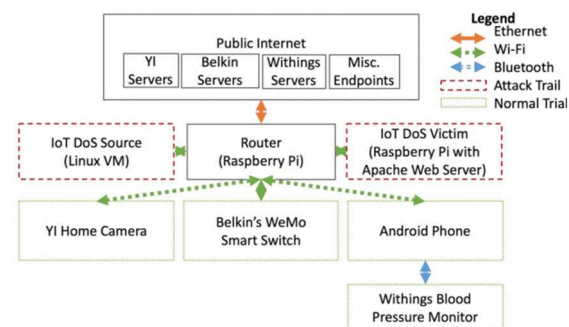 Public Internet
YI
Servers
Belkin
Servers
Withings
Servers
Misc.
Endpoints
Legend
Ethernet
Wi-Fi
Bluetooth
Attack Trail
Normal Trial
IoT DoS Source
(Linux VM)
Router
(Raspberry Pi)
IoT DoS Victim
(Raspberry Pi with
Apache Web Server)
YI Home Camera
Belkin's WeMo
Smart Switch
Android Phone
Withings Blood
Pressure Monitor